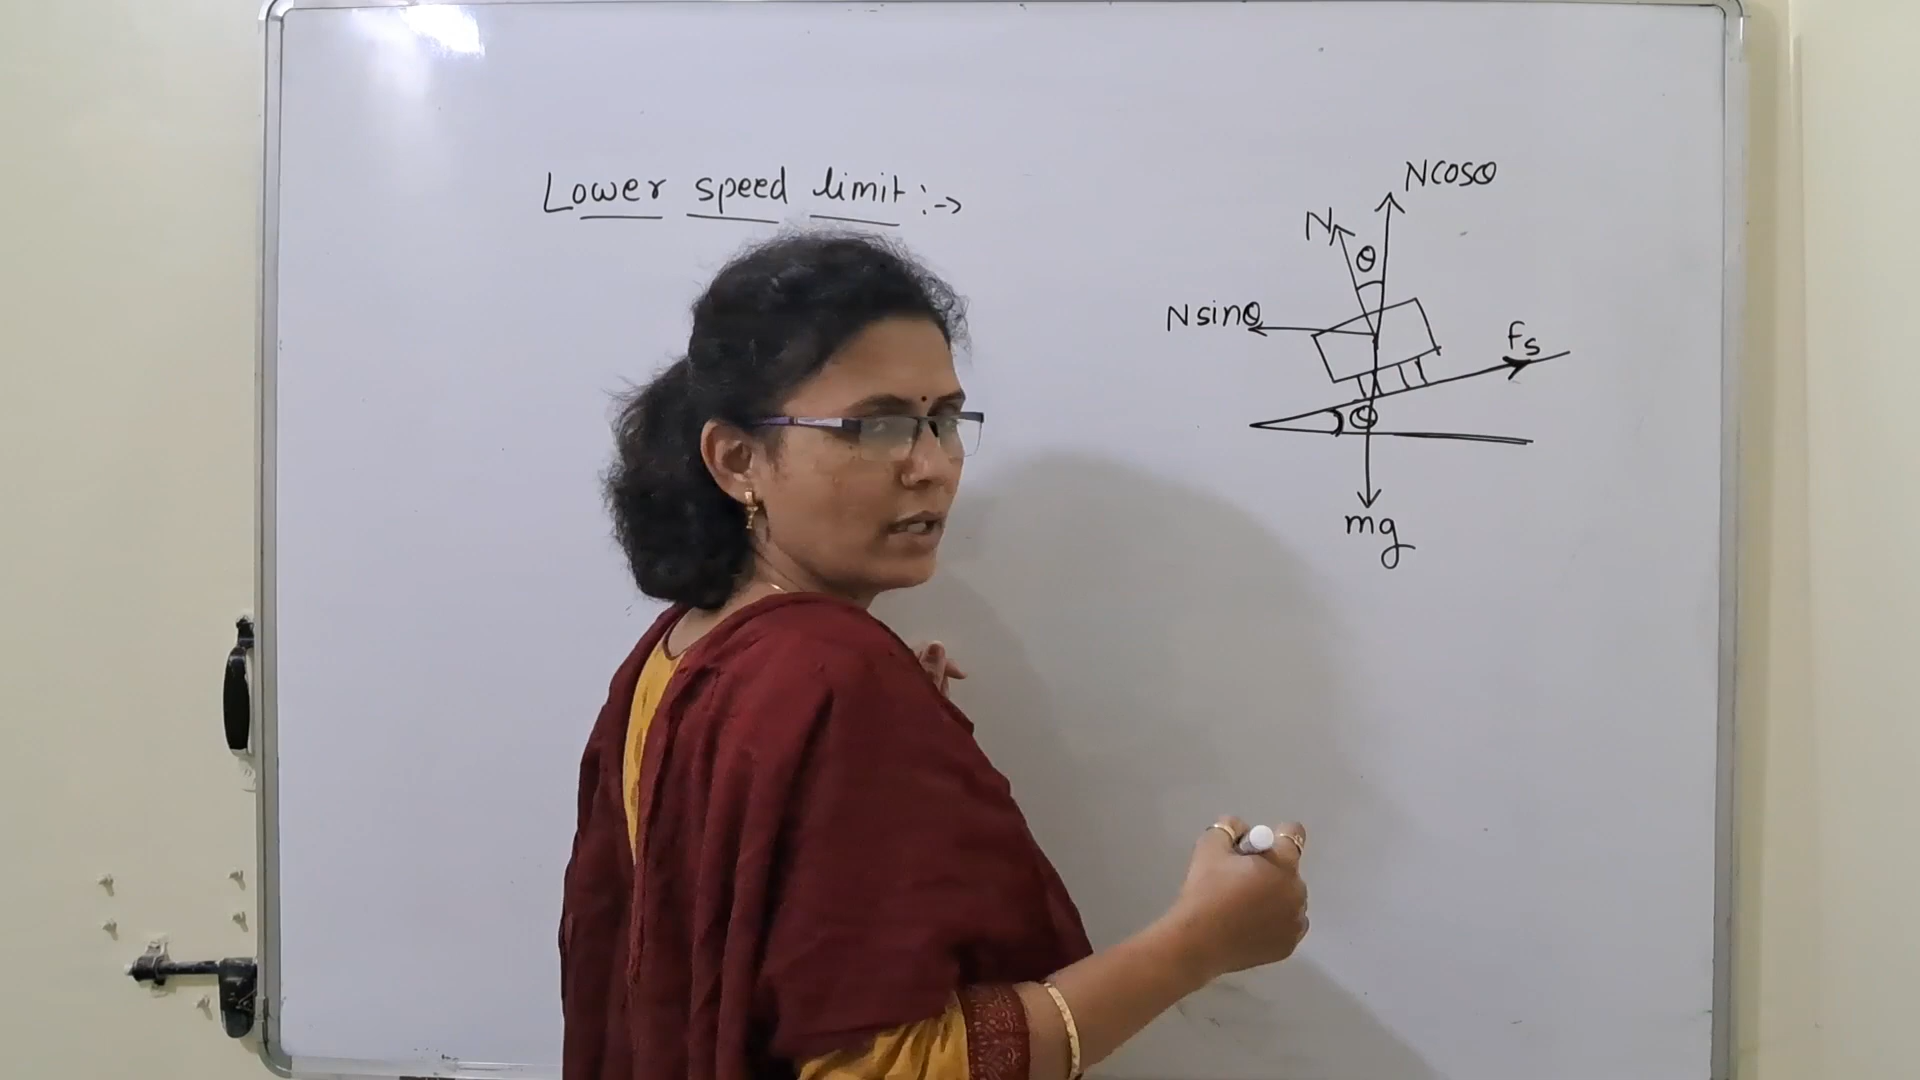 Lower speed limit :→
Ncosθ
N
θ
Nsinθ
fs
θ
mg